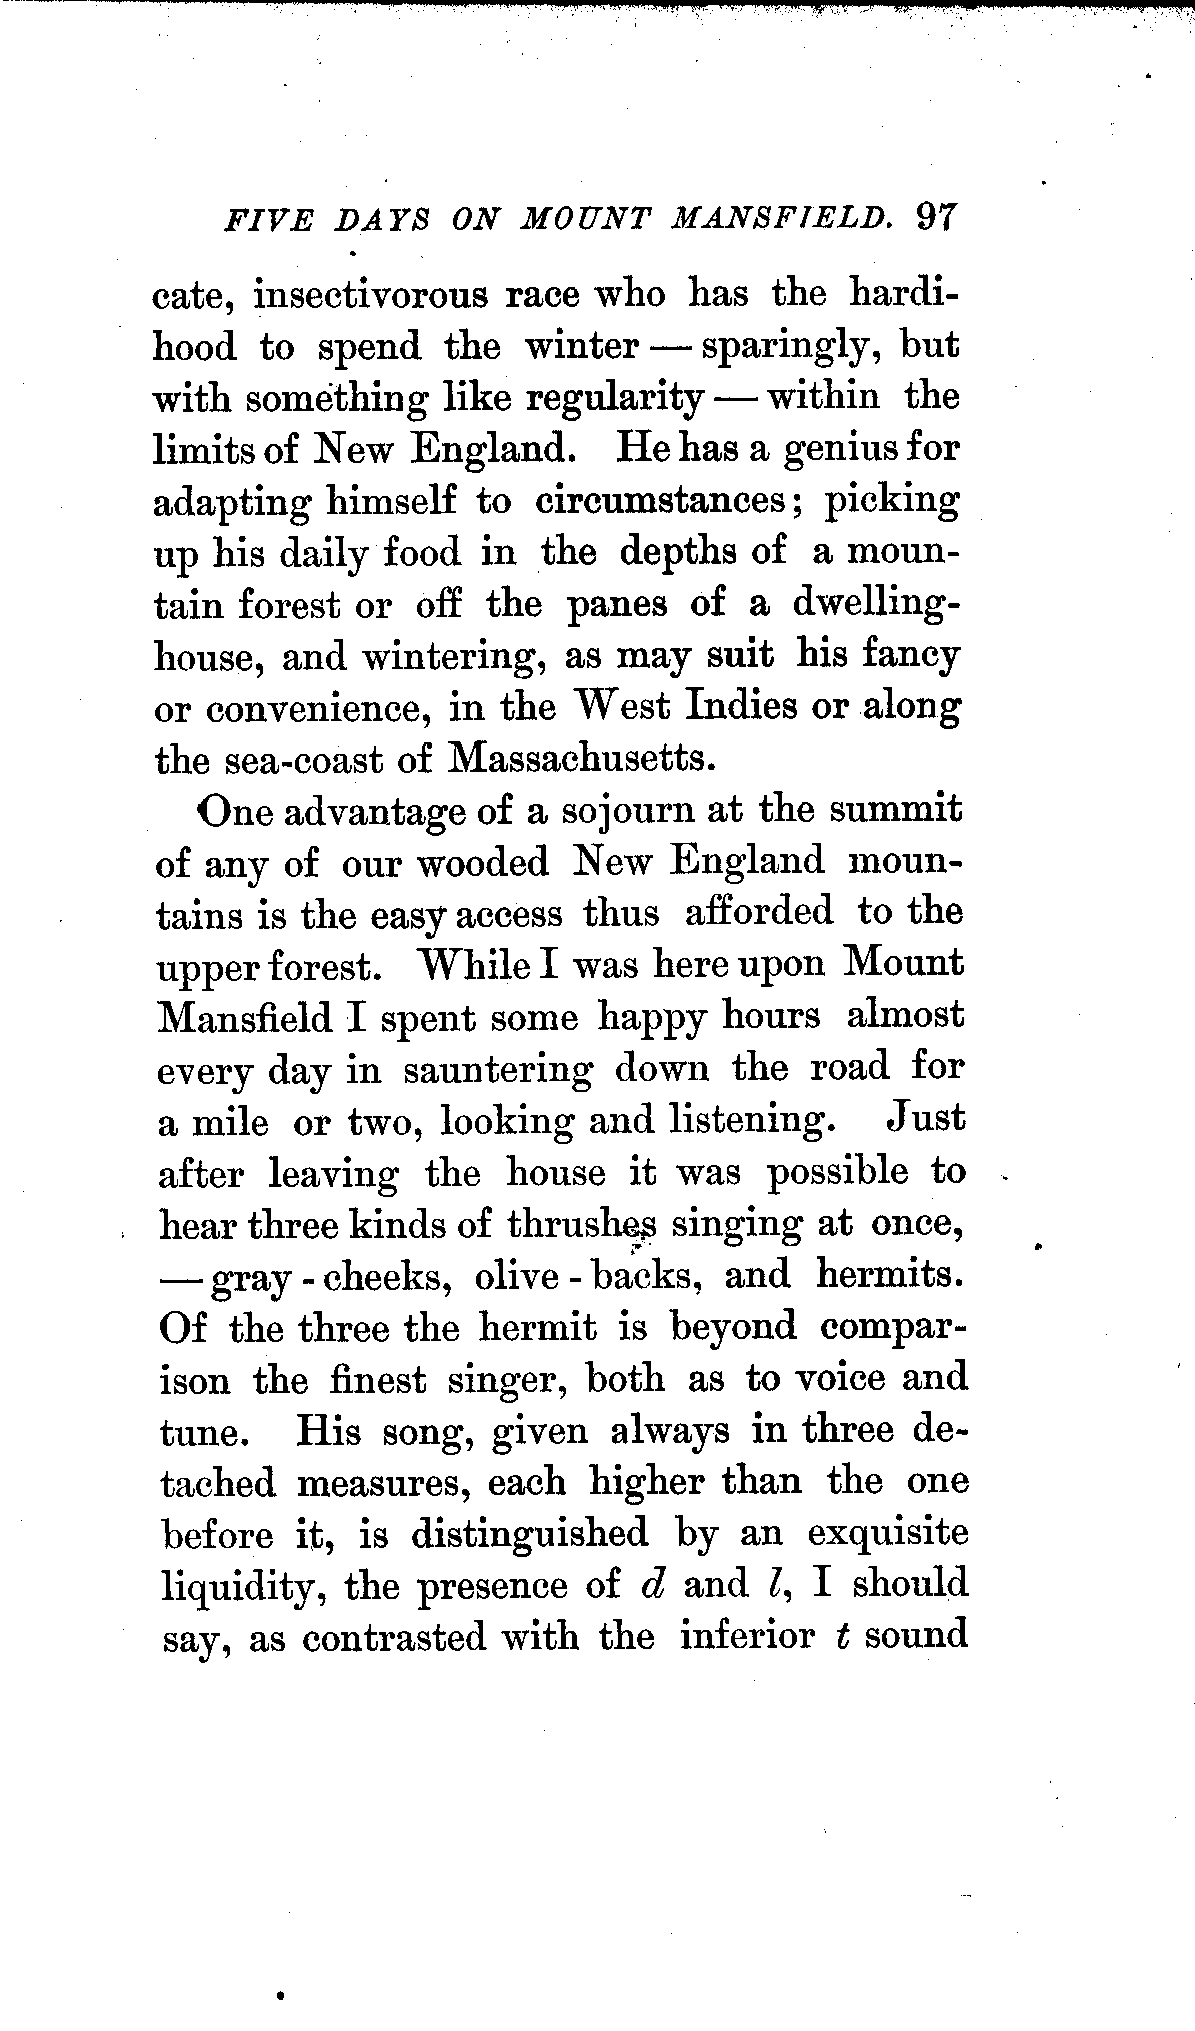 FIVE DAYS ON MOUNT MANSFIELD. 97
cate, insectivorous race who has the hardi-
hood to spend the winter — sparingly, but
with something like regularity — within the
limits of New England. He has a genius for
adapting himself to circumstances; picking
up his daily food in the depths of a moun-
tain forest or off the panes of a dwelling-
house, and wintering, as may suit his fancy
or convenience, in the West Indies or along
the sea-coast of Massachusetts.
One advantage of a sojourn at the summit
of any of our wooded New England moun-
tains is the easy access thus afforded to the
upper forest. While I was here upon Mount
Mansfield I spent some happy hours almost
every day in sauntering down the road for
a mile or two, looking and listening. Just
after leaving the house it was possible to
hear three kinds of thrushes singing at once,
— gray-cheeks, olive-backs, and hermits.
Of the three the hermit is beyond compar-
ison the finest singer, both as to voice and
tune. His song, given always in three de-
tached measures, each higher than the one
before it, is distinguished by an exquisite
liquidity, the presence of d and l, I should
say, as contrasted with the inferior t sound